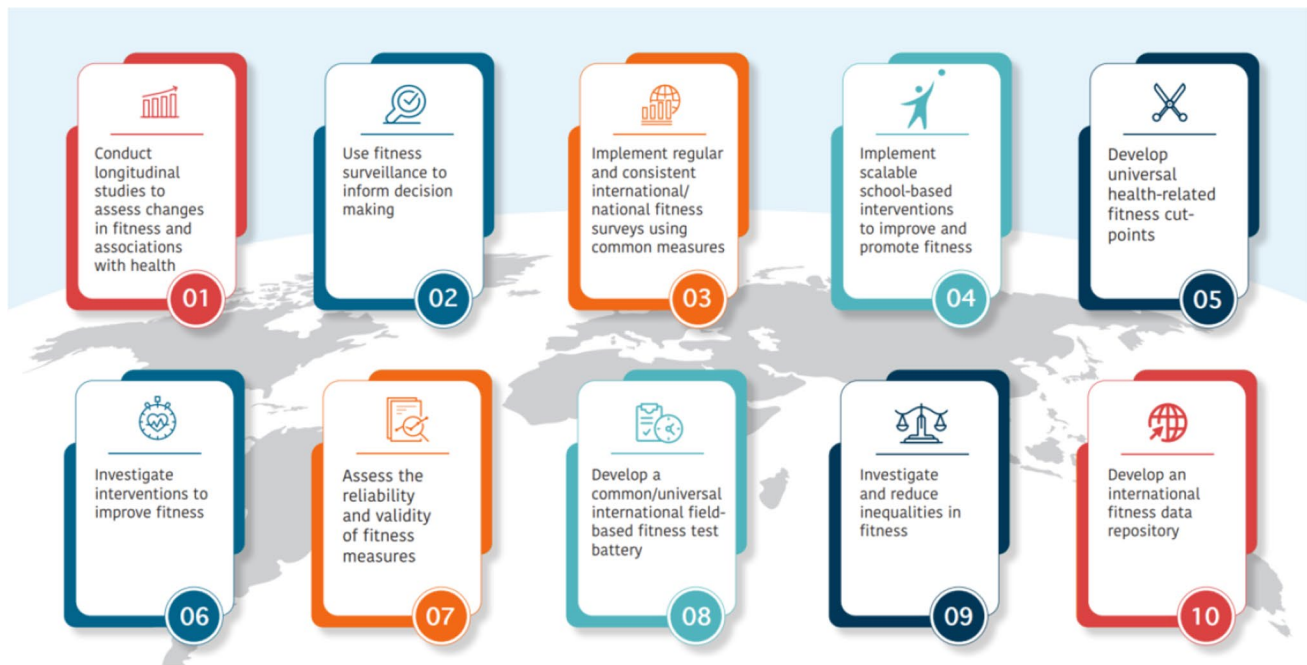 Conduct
longitudinal
studies to
assess changes
in fitness and
associations
with health
01
Use fitness
surveillance to
inform decision
making
02
Implement regular
and consistent
international/
national fitness
surveys using
common measures
03
Implement
scalable
school-based
interventions
to improve and
promote fitness
04
Develop
universal
health-related
fitness cut-
points
05
Investigate
interventions to
improve fitness
06
Assess the
reliability
and validity
of fitness
measures
07
Develop a
common/universal
international field-
based fitness test
battery
08
Investigate
and reduce
inequalities in
fitness
09
Develop an
international
fitness data
repository
10